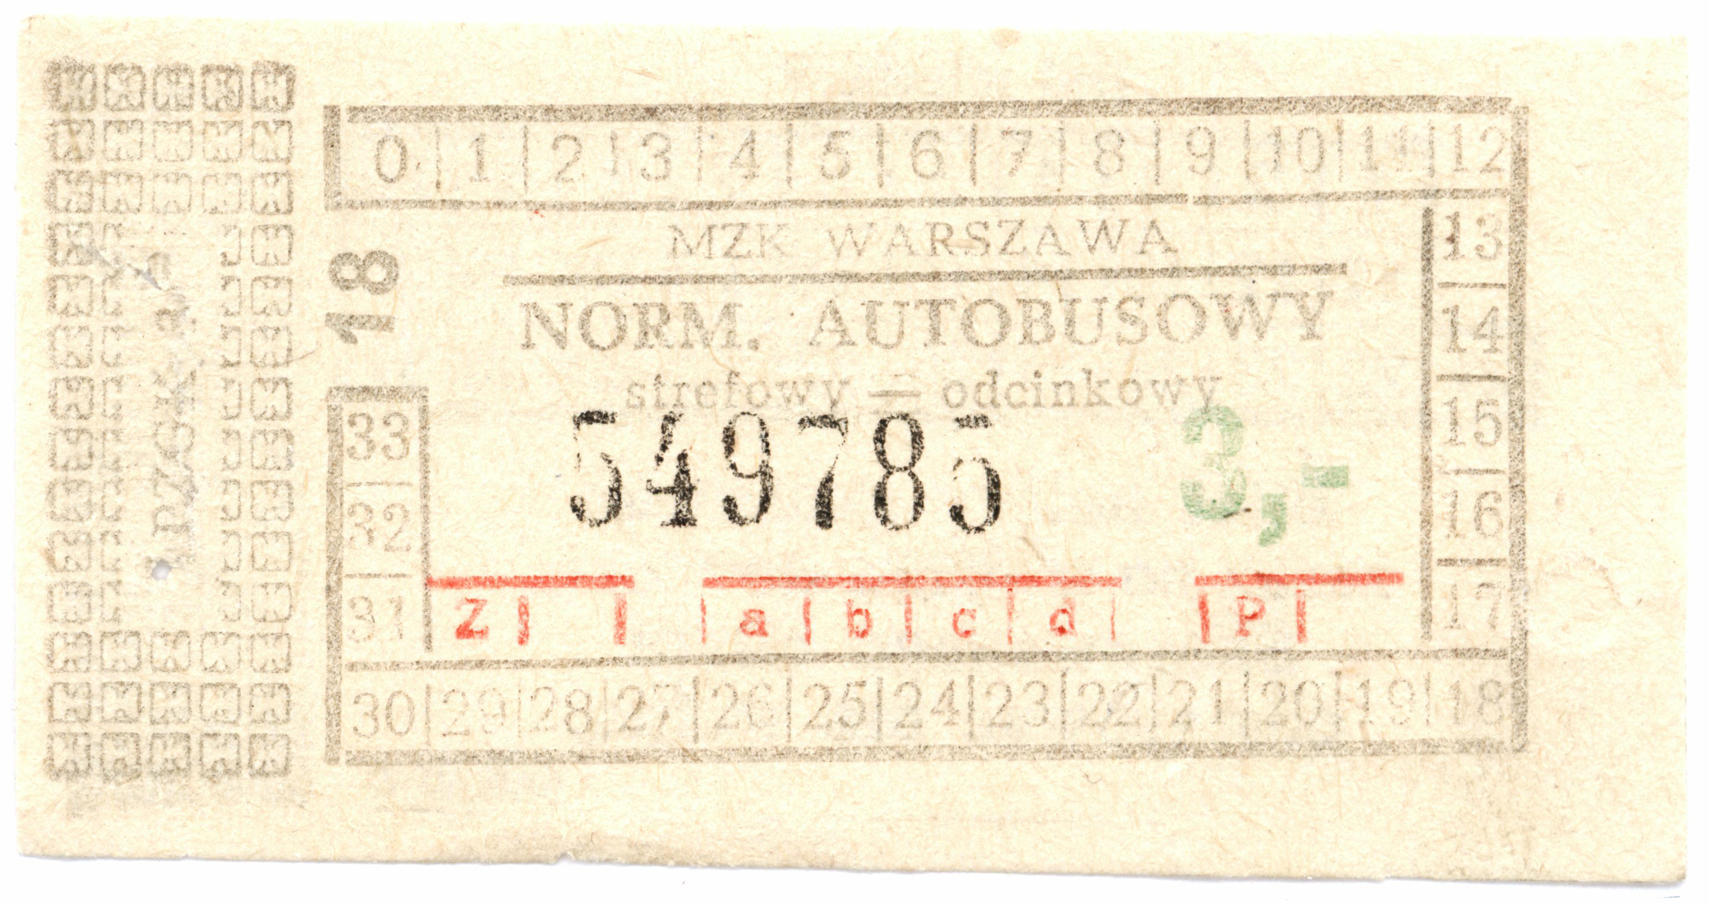 0 1 2 3 4 5 6 7 8 9 10 11 12
MZK WARSZAWA
13
18
NORM. AUTOBUSOWY
14
strefowy — odcinkowy
15
33
549785 3,-
32
16
31
Z a b c d P
17
30 29 28 27 26 25 24 23 22 21 20 19 18